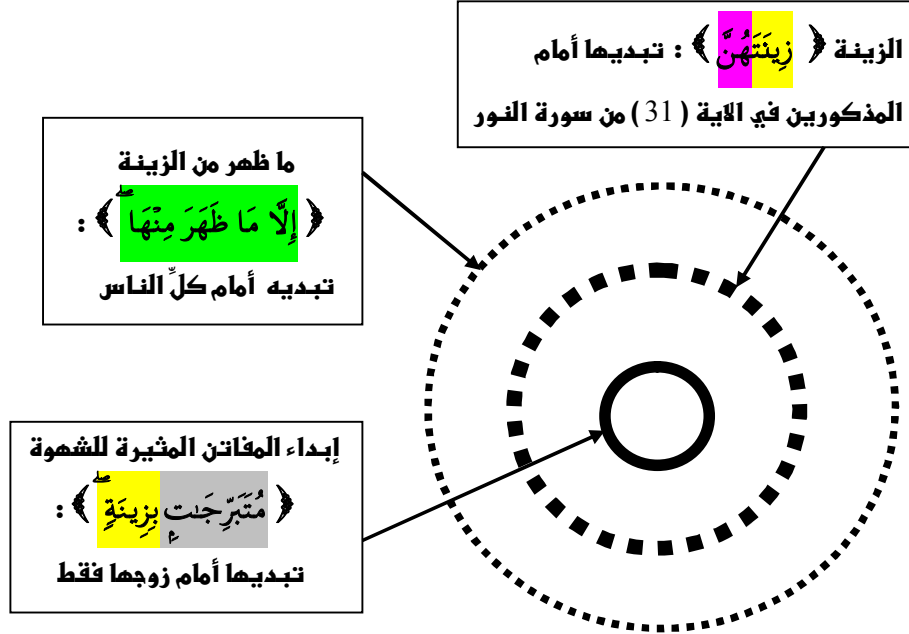 الزينة ﴿ زِينَتَهُنَّ ﴾ : تبديها أمام
المذكورين في الاية ( 31 ) من سورة النور
ما ظهر من الزينة
﴿ إِلَّا مَا ظَهَرَ مِنْهَا ۖ ﴾ :
تبديه أمام كلِّ الناس
إبداء المفاتن المثيرة للشهوة
﴿ مُتَبَرِّجَـٰتٍۭ بِزِينَةٍ ۖ ﴾ :
تبديها أمام زوجها فقط